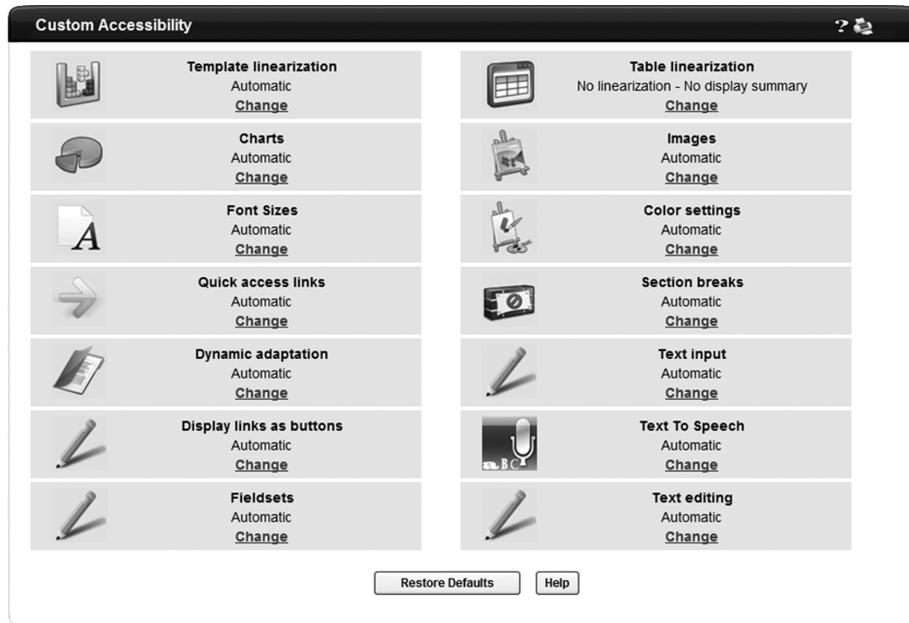 Custom Accessibility
?
Template linearization
Automatic
Change
Table linearization
No linearization - No display summary
Change
Charts
Automatic
Change
Images
Automatic
Change
Font Sizes
Automatic
Change
A
Color settings
Automatic
Change
Quick access links
Automatic
Change
Section breaks
Automatic
Change
Dynamic adaptation
Automatic
Change
Text input
Automatic
Change
Display links as buttons
Automatic
Change
Text To Speech
Automatic
Change
aBC
Fieldsets
Automatic
Change
Text editing
Automatic
Change
Restore Defaults
Help